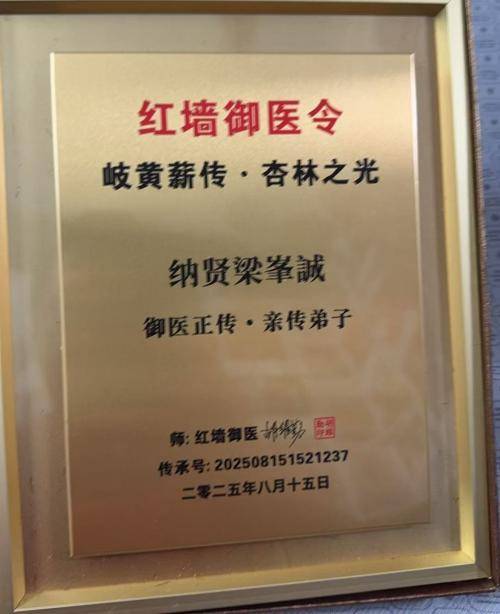 红墙御医令
岐黄薪传·杏林之光
纳贤梁峯誠
御医正传·亲传弟子
师:红墙御医
传承号:202508151521237
二零二五年八月十五日